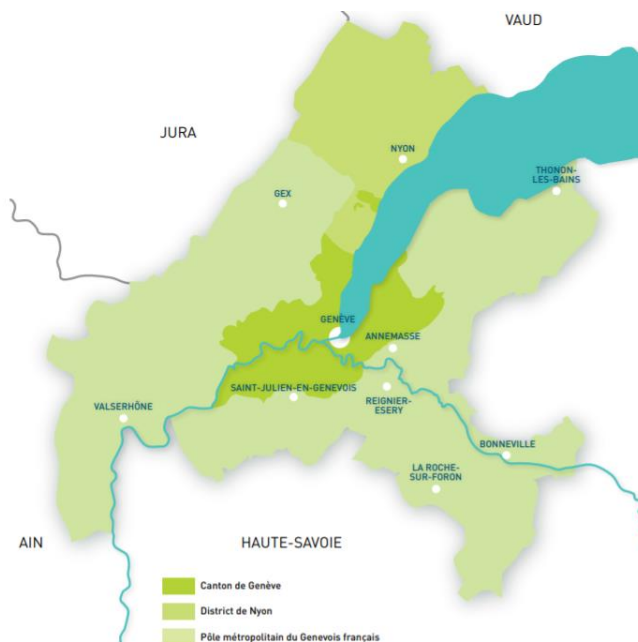 VAUD
JURA
NYON
THONON-
LES-BAINS
GEX
GENÈVE
ANNEMASSE
SAINT-JULIEN-EN-GENEVOIS
REIGNIER-
ESERY
VALSERHÔNE
BONNEVILLE
LA ROCHE-
SUR-FORON
AIN
HAUTE-SAVOIE
Canton de Genève
District de Nyon
Pôle métropolitain du Genevois français